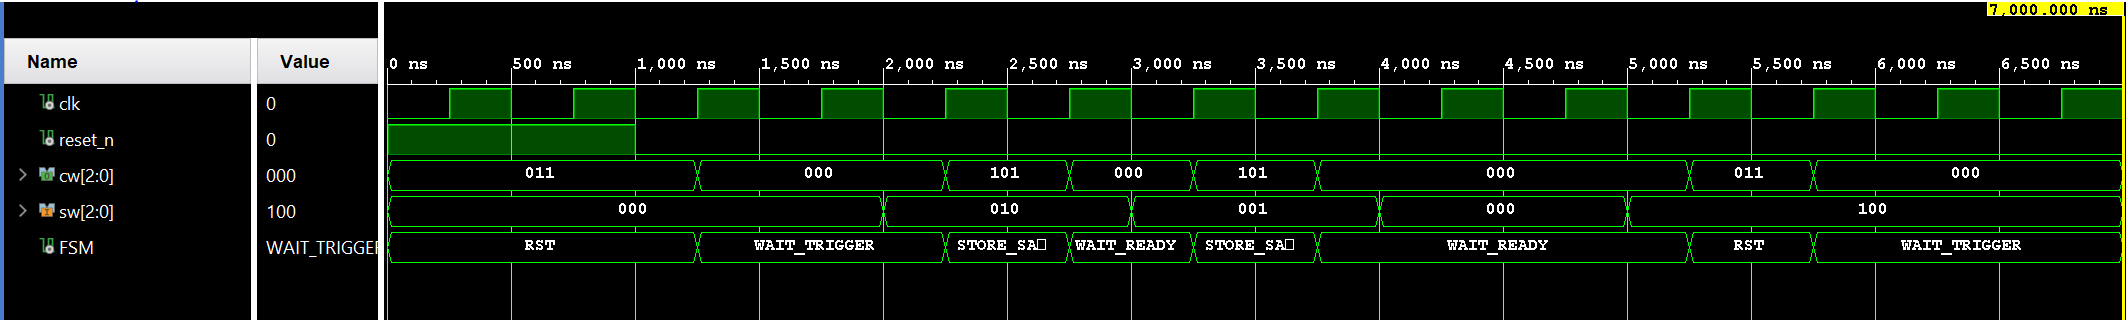 7,000.000 ns
Name Value
0 ns 500 ns 1,000 ns 1,500 ns 2,000 ns 2,500 ns 3,000 ns 3,500 ns 4,000 ns 4,500 ns 5,000 ns 5,500 ns 6,000 ns 6,500 ns
clk 0
reset_n 0
cw[2:0] 000 011 000 101 000 101 000 011 000
sw[2:0] 100 000 010 001 000 100
FSM WAIT_TRIGGER RST WAIT_TRIGGER STORE_SA□ WAIT_READY STORE_SA□ WAIT_READY RST WAIT_TRIGGER